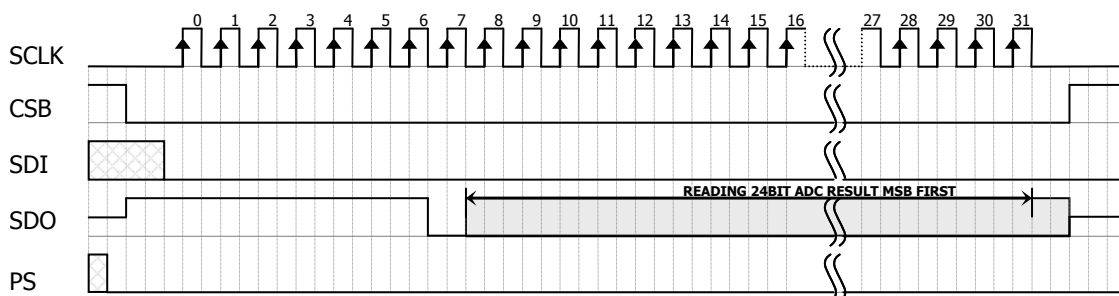 0 1 2 3 4 5 6 7 8 9 10 11 12 13 14 15 16 27 28 29 30 31
SCLK
CSB
SDI
READING 24BIT ADC RESULT MSB FIRST
SDO
PS